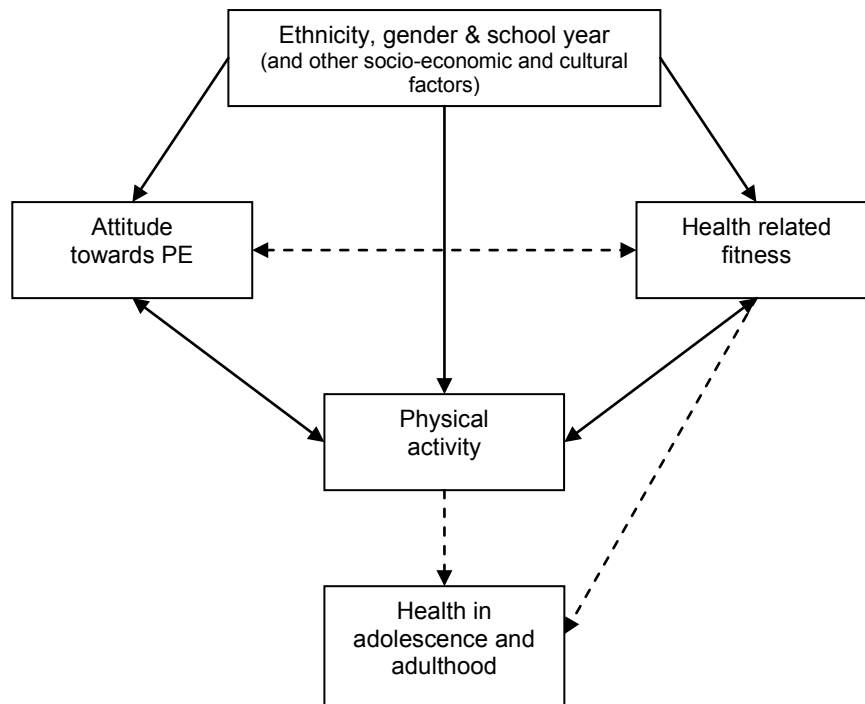 Ethnicity, gender & school year
(and other socio-economic and cultural
factors)
Attitude
towards PE
Health related
fitness
Physical
activity
Health in
adolescence and
adulthood